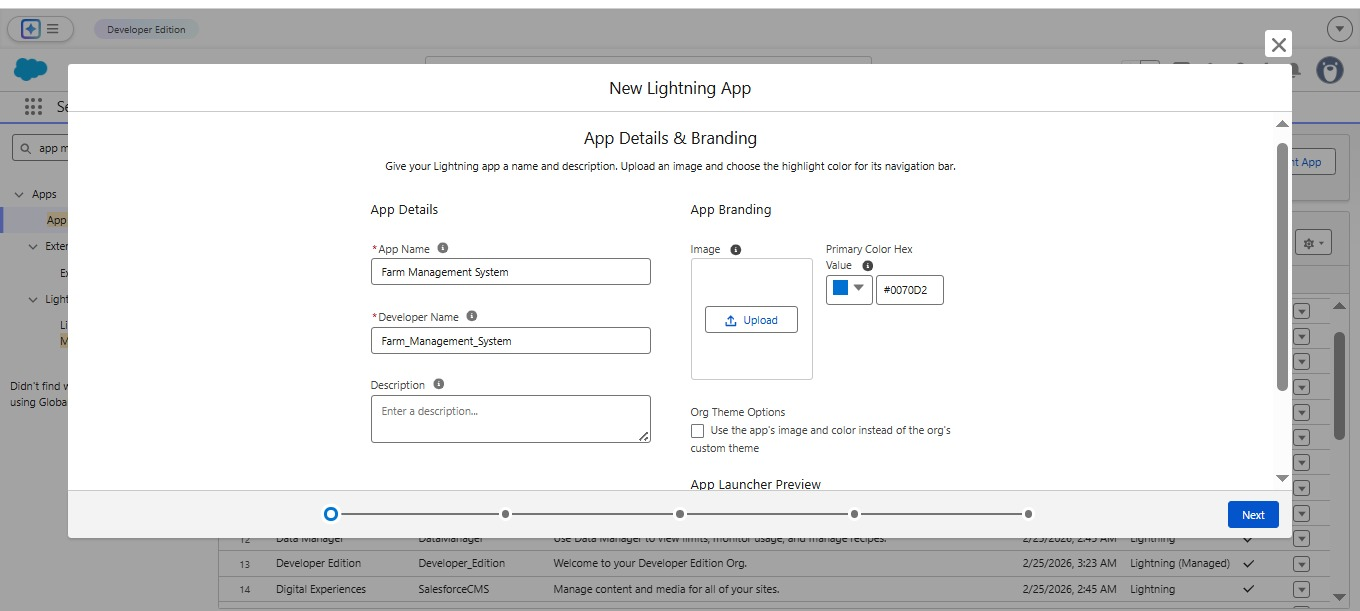 Developer Edition
New Lightning App
App Details & Branding
Give your Lightning app a name and description. Upload an image and choose the highlight color for its navigation bar.
app m
Apps
App
App Details
App Branding
*App Name
Farm Management System
*Developer Name
Farm_Management_System
Description
Enter a description...
Image
Upload
Primary Color Hex
Value
#0070D2
Org Theme Options
Use the app's image and color instead of the org's
custom theme
App Launcher Preview
Didn't find
using Globa
Next
12 Data Manager DataManager Use Data Manager to view limits, monitor usage, and manage recipes. 2/25/2026, 2:45 AM Lightning
13 Developer Edition Developer_Edition Welcome to your Developer Edition Org. 2/25/2026, 3:23 AM Lightning (Managed)
14 Digital Experiences SalesforceCMS Manage content and media for all of your sites. 2/25/2026, 2:45 AM Lightning